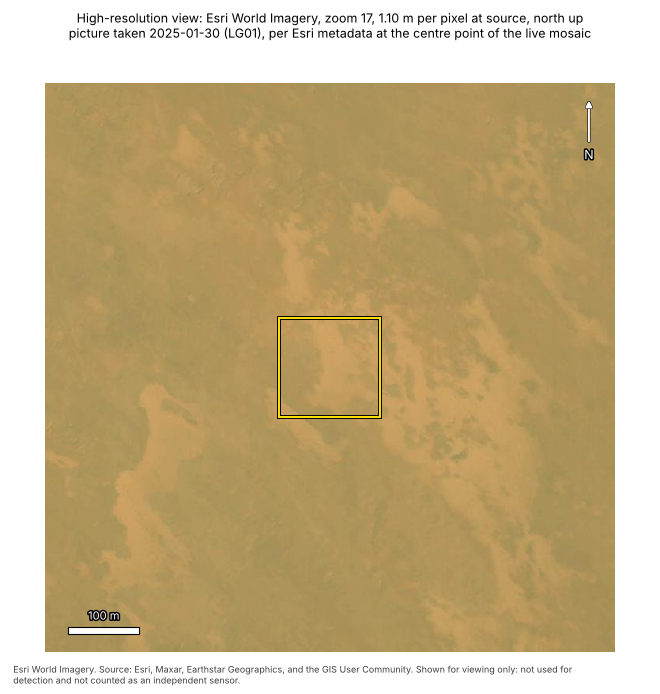 High-resolution view: Esri World Imagery, zoom 17, 1.10 m per pixel at source, north up
picture taken 2025-01-30 (LG01), per Esri metadata at the centre point of the live mosaic
N
100 m
Esri World Imagery. Source: Esri, Maxar, Earthstar Geographics, and the GIS User Community. Shown for viewing only: not used for
detection and not counted as an independent sensor.